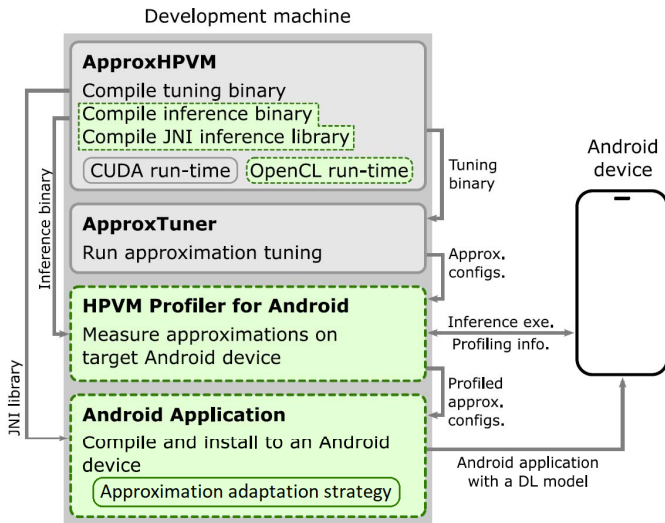 Development machine
ApproxHPVM
Compile tuning binary
Compile inference binary
Compile JNI inference library
CUDA run-time
OpenCL run-time
Tuning
binary
Android
device
Inference binary
ApproxTuner
Run approximation tuning
Approx.
configs.
HPVM Profiler for Android
Measure approximations on
target Android device
Inference exe.
Profiling info.
JNI library
Profiled
approx.
configs.
Android Application
Compile and install to an Android
device
Approximation adaptation strategy
Android application
with a DL model